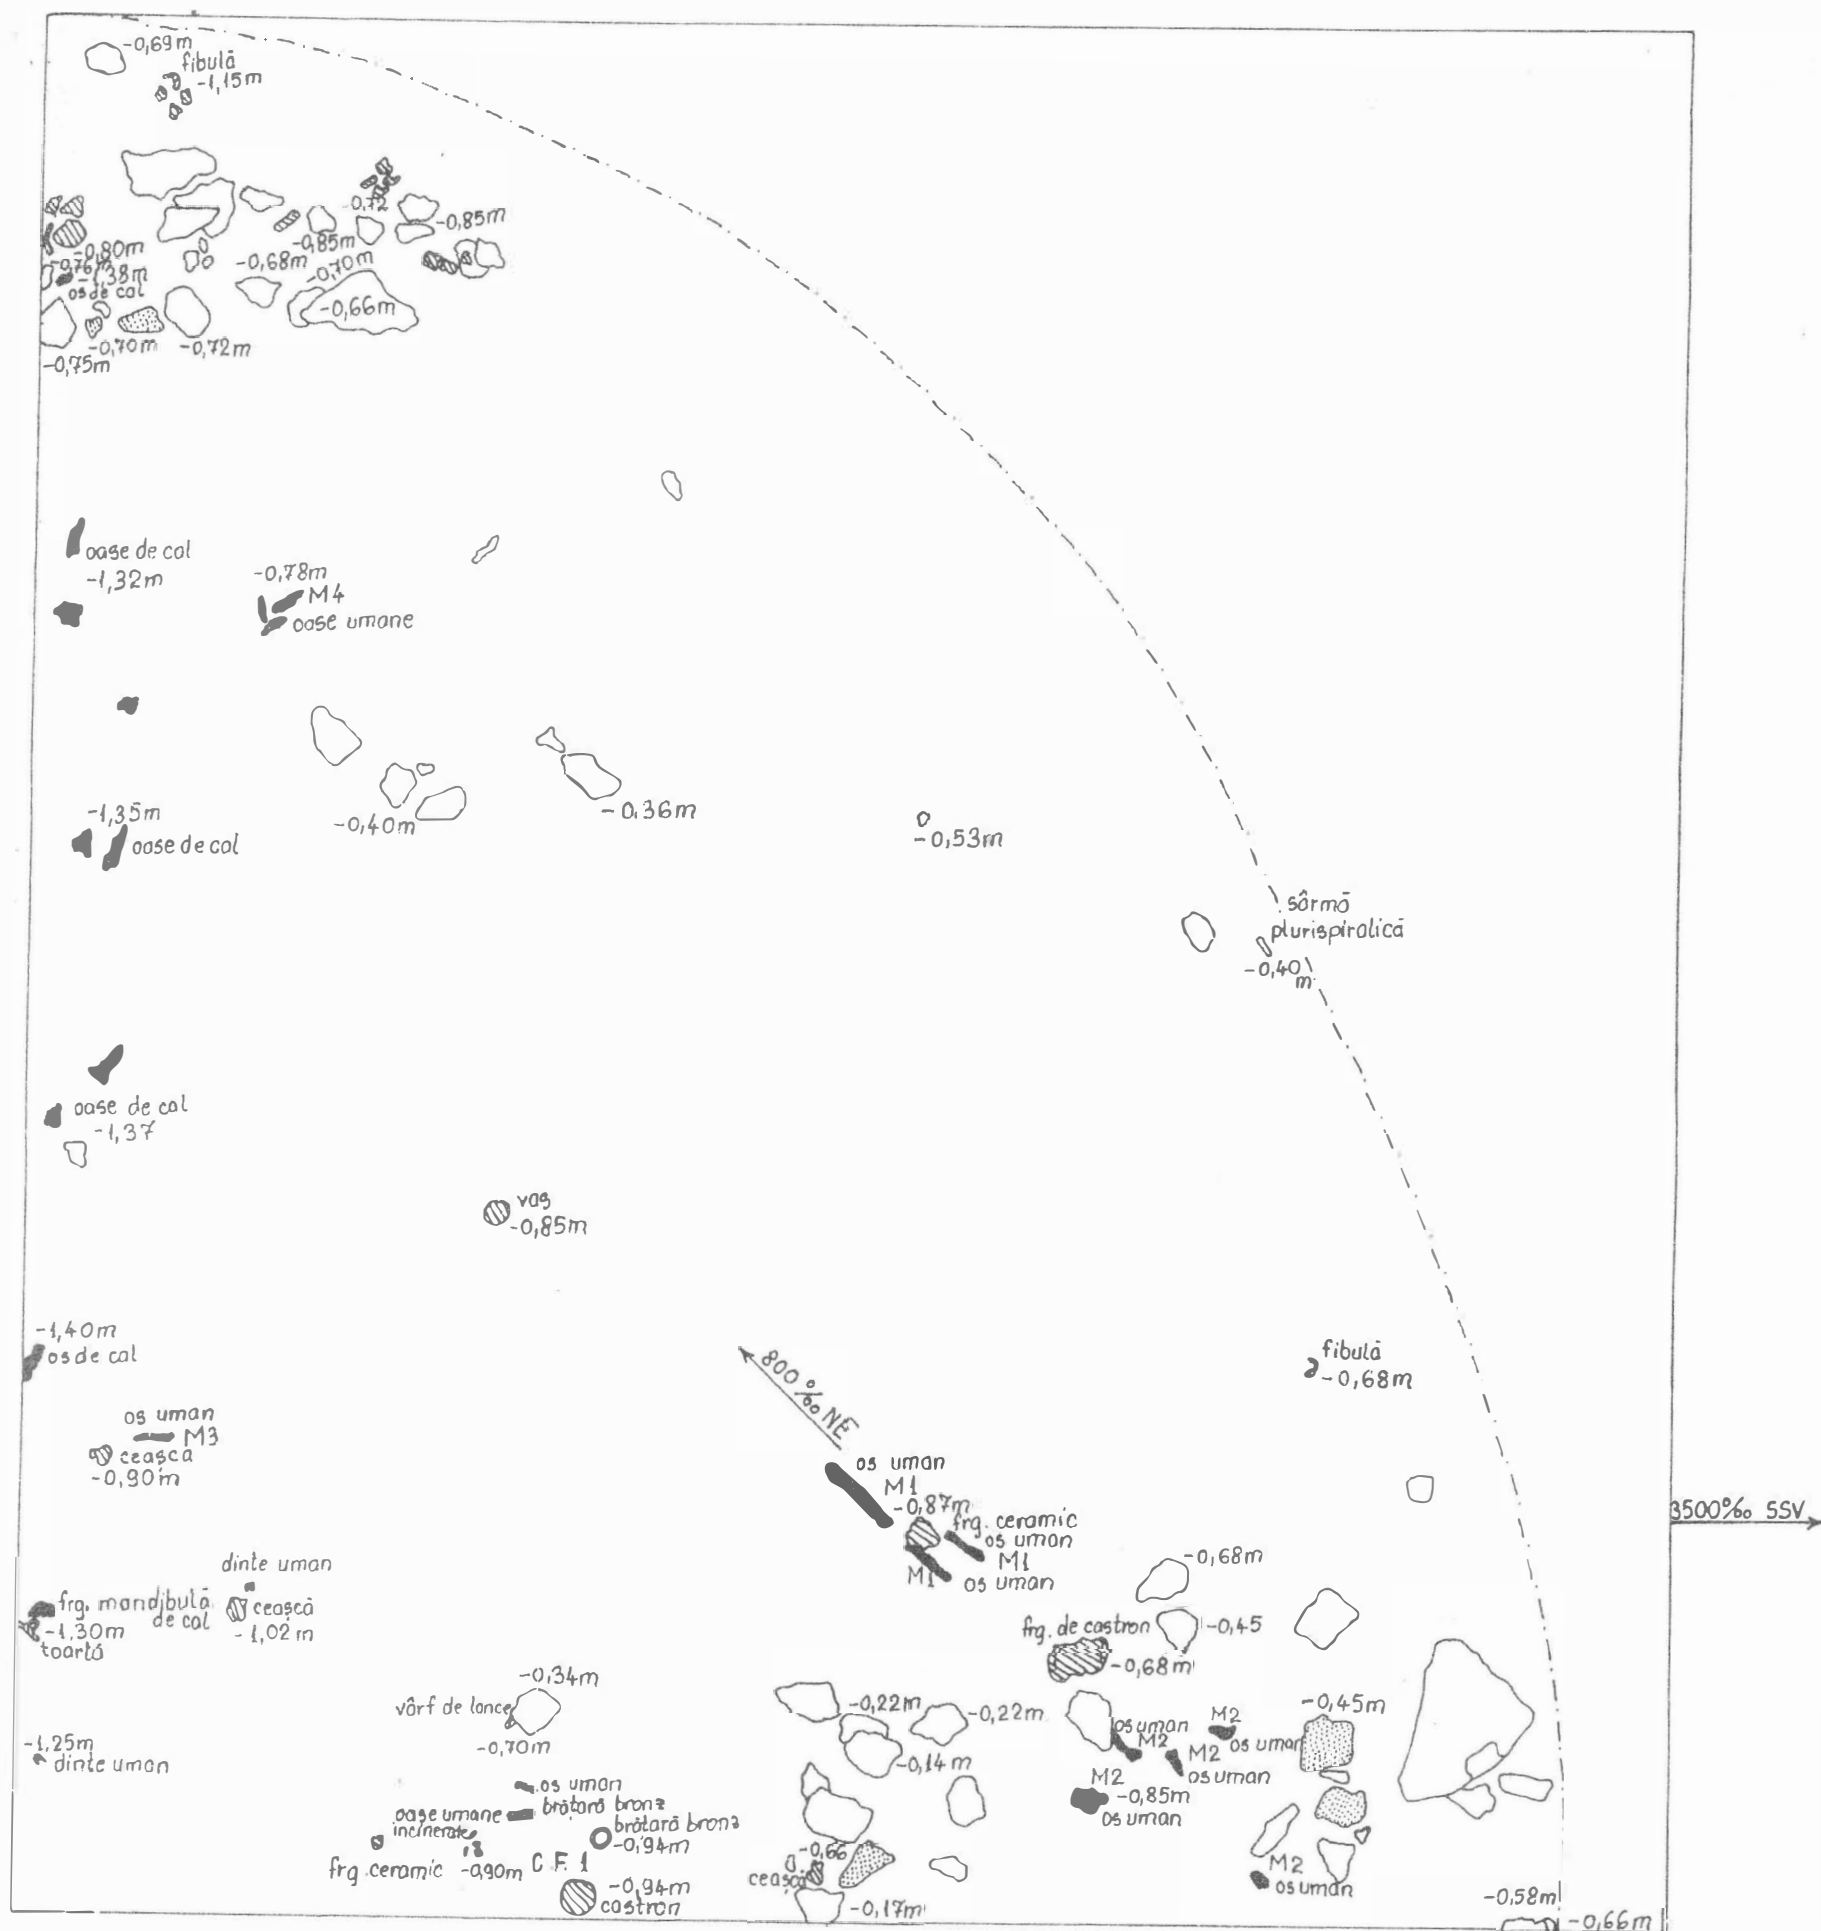 -0,69m
fibulă
-1,15m
-0,72
-0,85m
-0,85m
-0,80m
-0,76m
-1,38m
os de cal
-0,68m
-0,70m
-0,66m
-0,70m
-0,72m
-0,75m
oase de cal
-1,32m
-0,78m
M4
oase umane
-1,35m
oase de cal
-0,40m
-0,36m
-0,53m
sârmă
plurispiralică
-0,40
m
oase de cal
-1,37
vas
-0,85m
-1,40m
os de cal
fibulă
-0,68m
800‰ NE
os uman
M3
ceașcă
-0,90m
os uman
M1
-0,87m
frg. ceramic
os uman
M1
M1
os uman
3500‰ SSV
-0,68m
dinte uman
frg. mandibulă
de cal
-1,30m
toartă
ceașcă
-1,02m
frg. de castron
-0,45
-0,68m
-0,34m
vârf de lance
-0,70m
-0,22m
-0,22m
-0,14m
-0,45m
os uman
M2
M2
os uman
M2
os uman
M2
-0,85m
os uman
-1,25m
dinte uman
os uman
brățară bronz
oase umane
incinerate
brățară bronz
-0,94m
frg. ceramic
-0,90m
C.F.1
-0,94m
castron
-0,66
ceașcă
-0,17m
M2
os uman
-0,58m
-0,66m